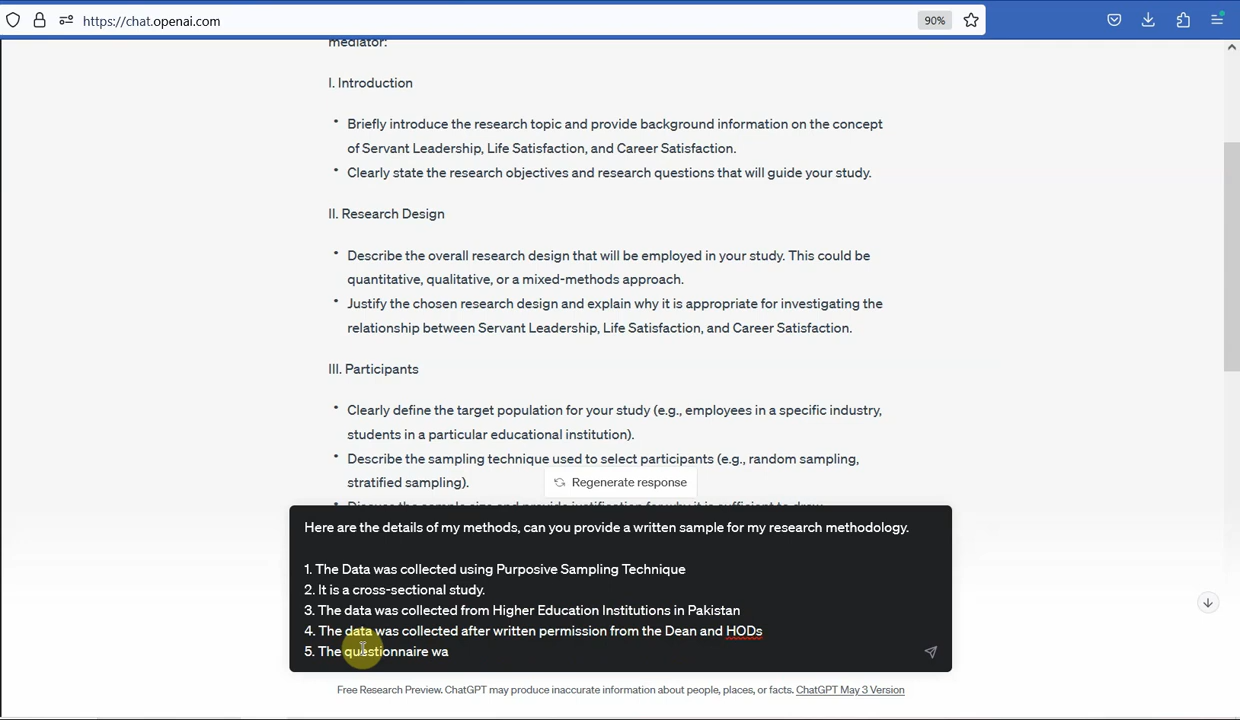 https://chat.openai.com
90%
mediator:
I. Introduction
• Briefly introduce the research topic and provide background information on the concept
of Servant Leadership, Life Satisfaction, and Career Satisfaction.
• Clearly state the research objectives and research questions that will guide your study.
II. Research Design
• Describe the overall research design that will be employed in your study. This could be
quantitative, qualitative, or a mixed-methods approach.
• Justify the chosen research design and explain why it is appropriate for investigating the
relationship between Servant Leadership, Life Satisfaction, and Career Satisfaction.
III. Participants
• Clearly define the target population for your study (e.g., employees in a specific industry,
students in a particular educational institution).
• Describe the sampling technique used to select participants (e.g., random sampling,
stratified sampling).
Regenerate response
Here are the details of my methods, can you provide a written sample for my research methodology.
1. The Data was collected using Purposive Sampling Technique
2. It is a cross-sectional study.
3. The data was collected from Higher Education Institutions in Pakistan
4. The data was collected after written permission from the Dean and HODs
5. The questionnaire wa
Free Research Preview. ChatGPT may produce inaccurate information about people, places, or facts. ChatGPT May 3 Version